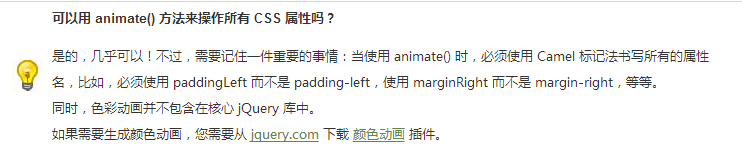 可以用 animate() 方法来操作所有 CSS 属性吗？
是的，几乎可以！不过，需要记住一件重要的事情：当使用 animate() 时，必须使用 Camel 标记法书写所有的属性
名，比如，必须使用 paddingLeft 而不是 padding-left，使用 marginRight 而不是 margin-right，等等。
同时，色彩动画并不包含在核心 jQuery 库中。
如果需要生成颜色动画，您需要从 jquery.com 下载 颜色动画 插件。